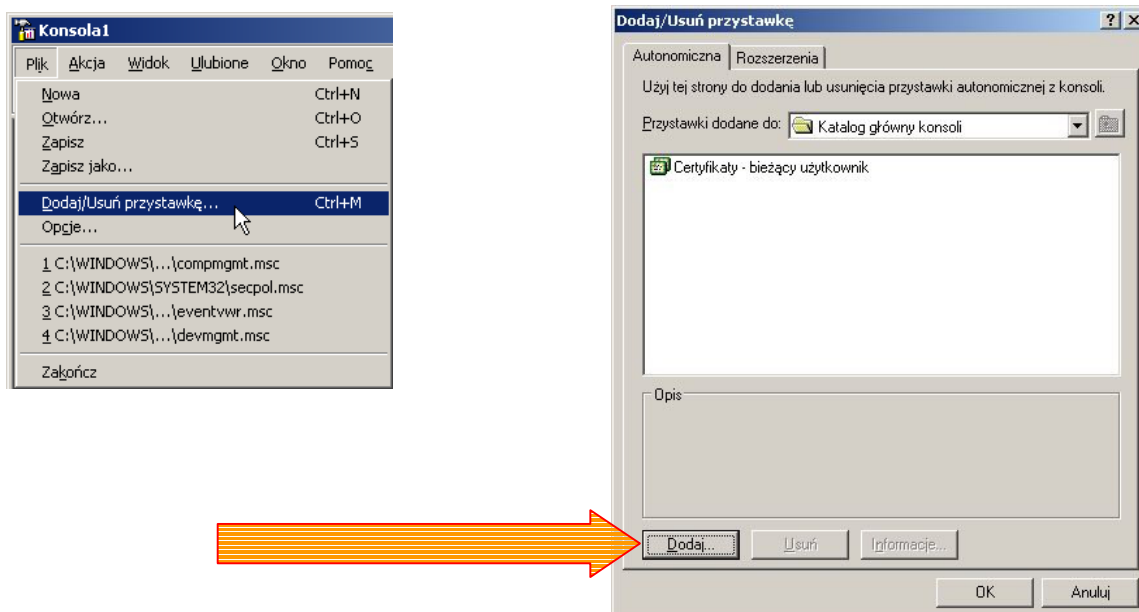 Konsola1
Plik Akcja Widok Ulubione Okno Pomoc
Nowa Ctrl+N
Otwórz... Ctrl+O
Zapisz Ctrl+S
Zapisz jako...
Dodaj/Usuń przystawkę... Ctrl+M
Opcje...
1 C:\WINDOWS\...\compmgmt.msc
2 C:\WINDOWS\SYSTEM32\secpol.msc
3 C:\WINDOWS\...\eventvwr.msc
4 C:\WINDOWS\...\devmgmt.msc
Zakończ
Dodaj/Usuń przystawkę
Autonomiczna Rozszerzenia
Użyj tej strony do dodania lub usunięcia przystawki autonomicznej z konsoli.
Przystawki dodane do: Katalog główny konsoli
Certyfikaty - bieżący użytkownik
Opis
Dodaj... Usuń Informacje...
OK Anuluj